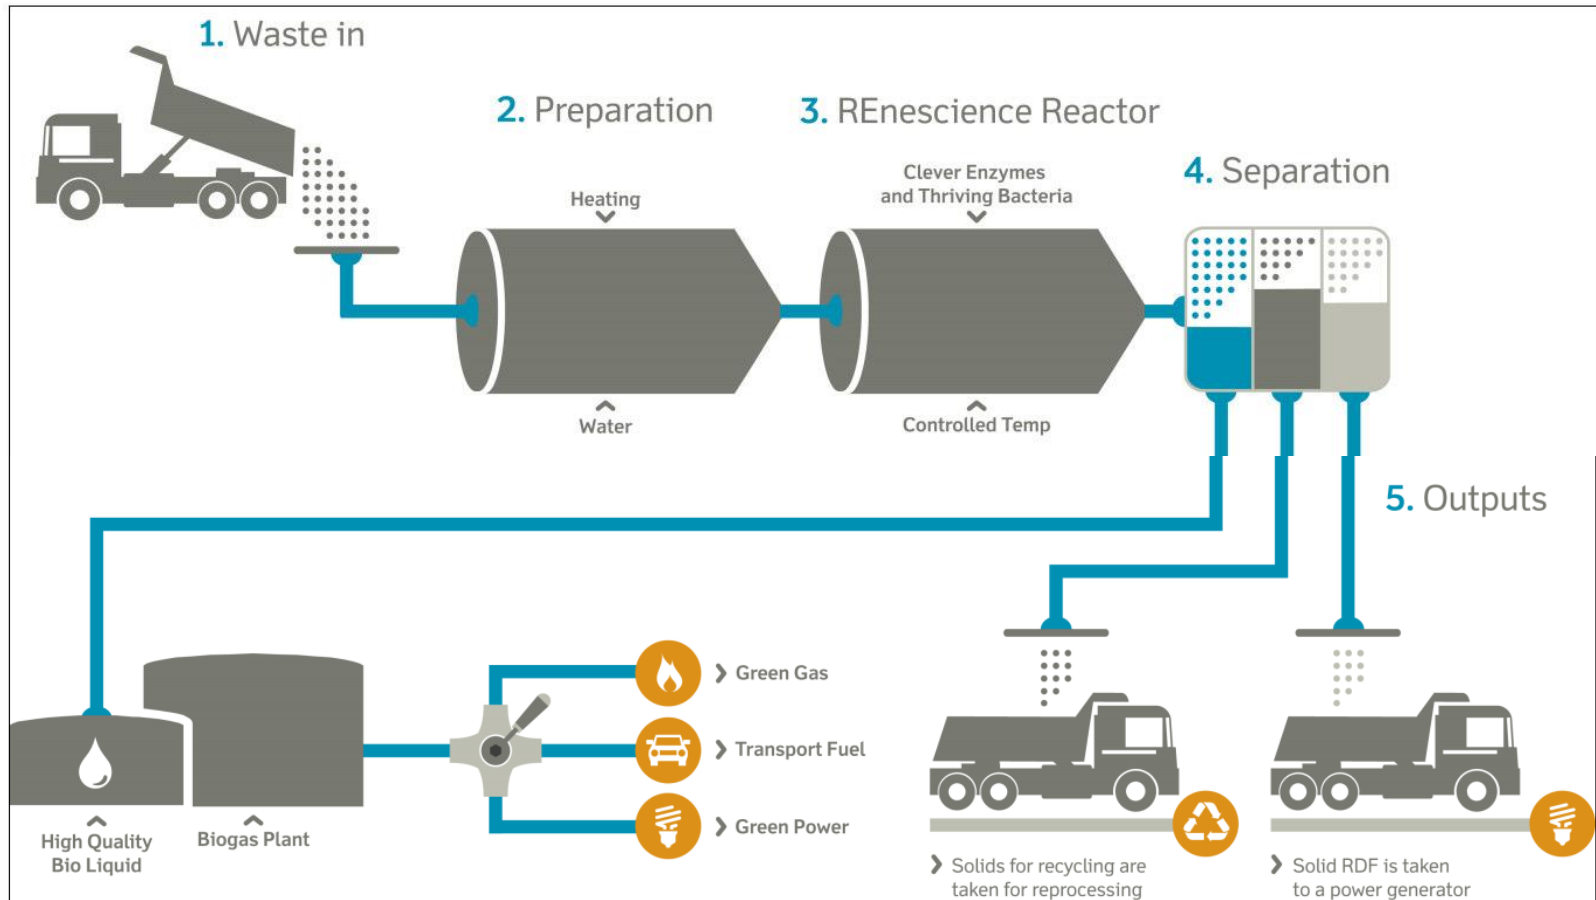 1. Waste in
2. Preparation
3. REnescience Reactor
4. Separation
Heating
Water
Clever Enzymes
and Thriving Bacteria
Controlled Temp
5. Outputs
High Quality
Bio Liquid
Biogas Plant
Green Gas
Transport Fuel
Green Power
Solids for recycling are
taken for reprocessing
Solid RDF is taken
to a power generator